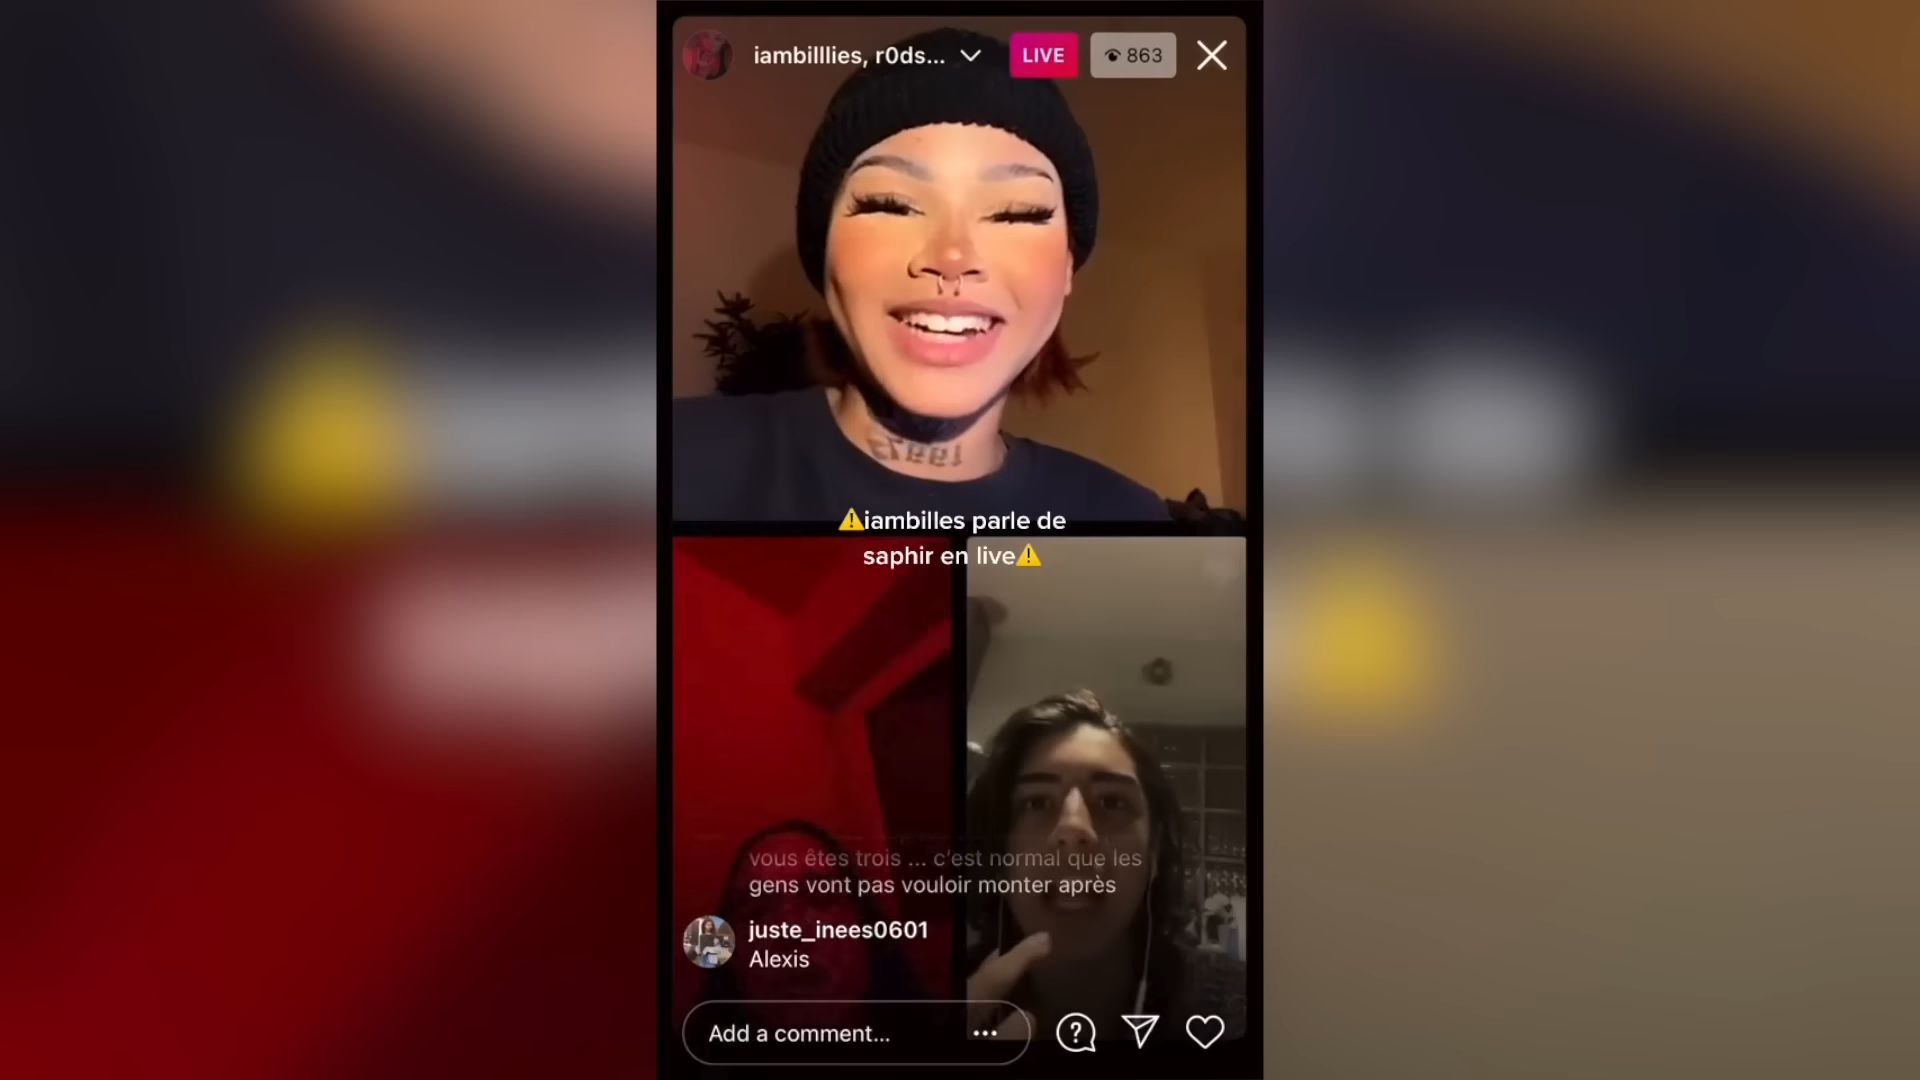 iambilllies, r0ds...
LIVE
863
⚠️iambilles parle de
saphir en live⚠️
vous êtes trois ... c'est normal que les
gens vont pas vouloir monter après
juste_inees0601
Alexis
Add a comment...